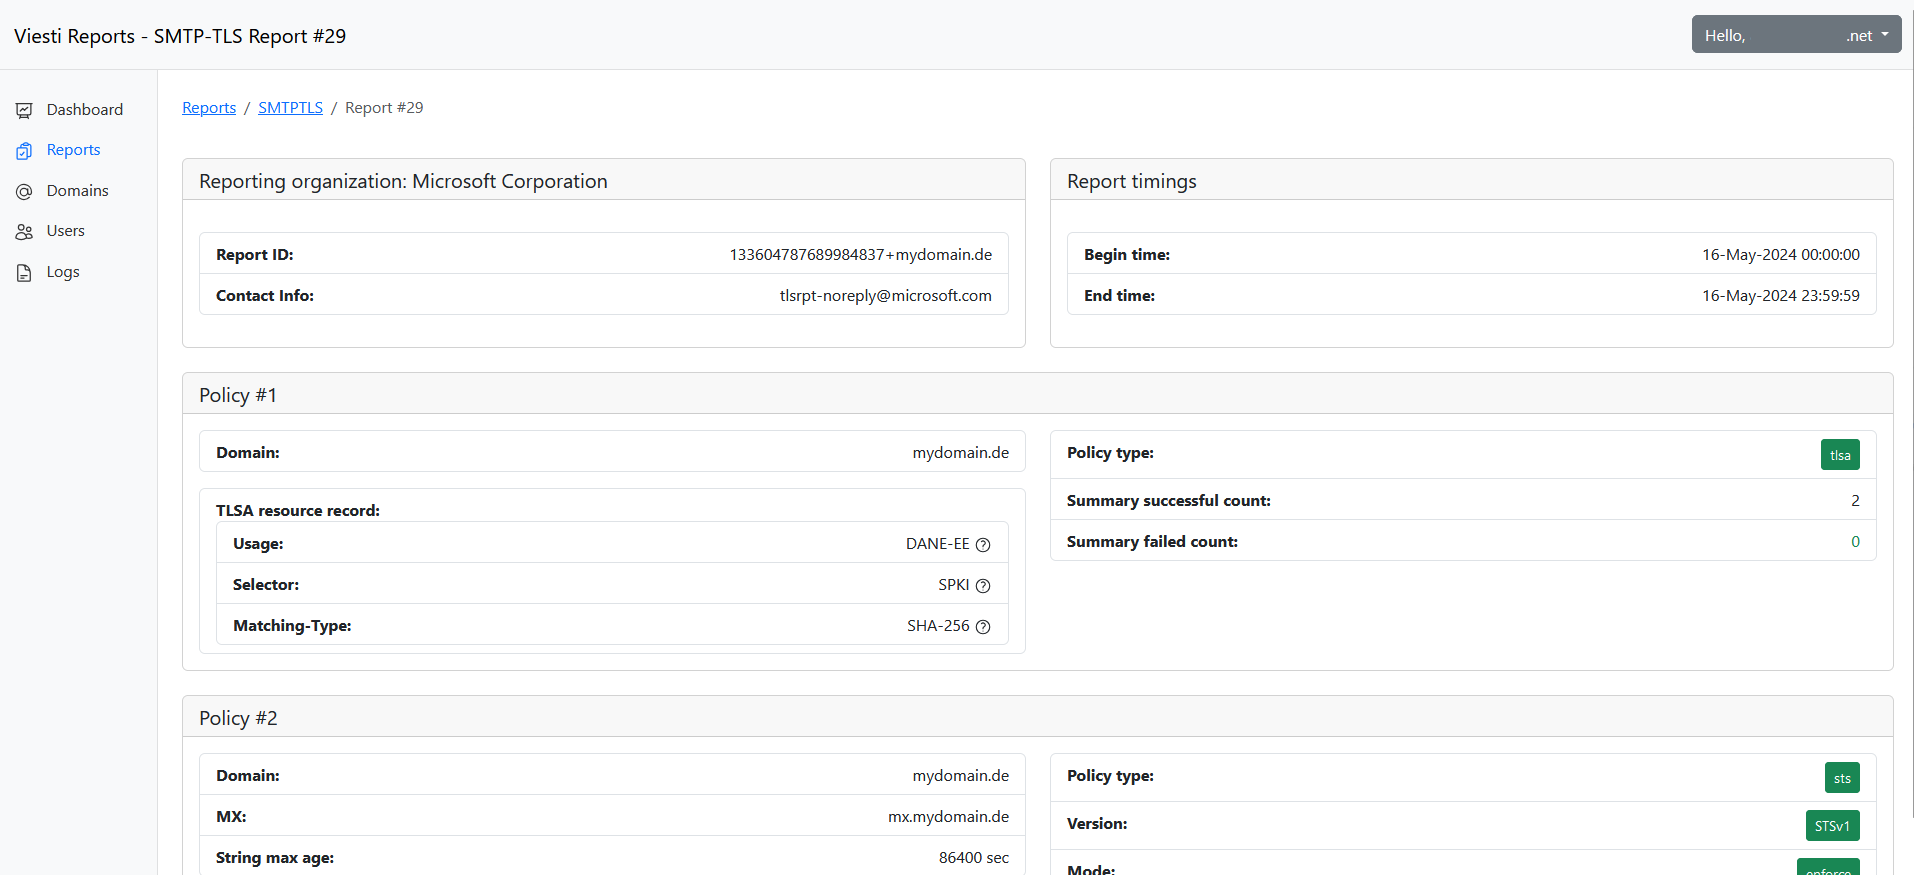 Viesti Reports - SMTP-TLS Report #29
Hello, .net
Dashboard
Reports
Domains
Users
Logs
Reports / SMTPTLS / Report #29
Reporting organization: Microsoft Corporation
Report ID: 133604787689984837+mydomain.de
Contact Info: tlsrpt-noreply@microsoft.com
Report timings
Begin time: 16-May-2024 00:00:00
End time: 16-May-2024 23:59:59
Policy #1
Domain: mydomain.de
TLSA resource record:
Usage: DANE-EE
Selector: SPKI
Matching-Type: SHA-256
Policy type: tlsa
Summary successful count: 2
Summary failed count: 0
Policy #2
Domain: mydomain.de
MX: mx.mydomain.de
String max age: 86400 sec
Policy type: sts
Version: STSv1
Mode: enforce